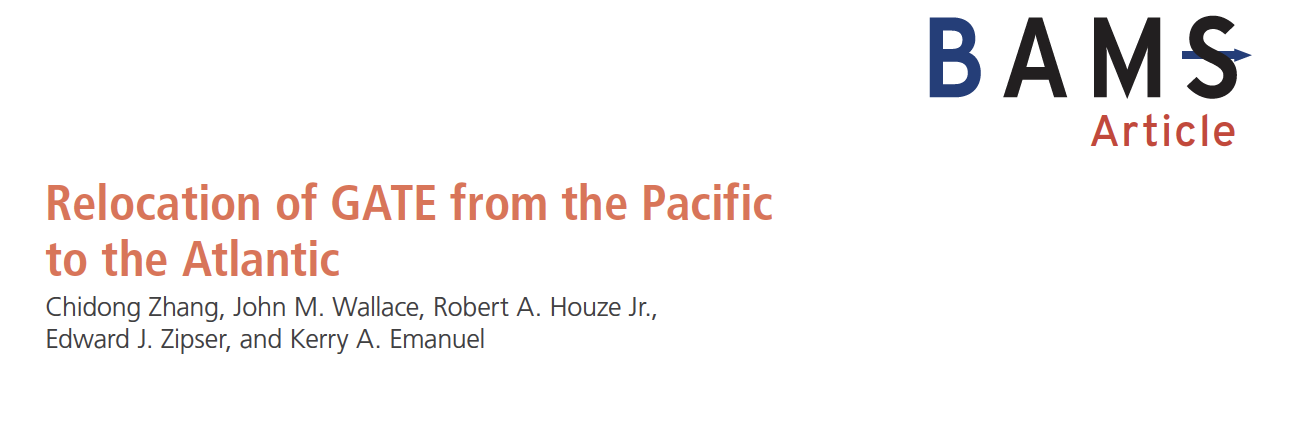 BAMS
Article
Relocation of GATE from the Pacific
to the Atlantic
Chidong Zhang, John M. Wallace, Robert A. Houze Jr.,
Edward J. Zipser, and Kerry A. Emanuel